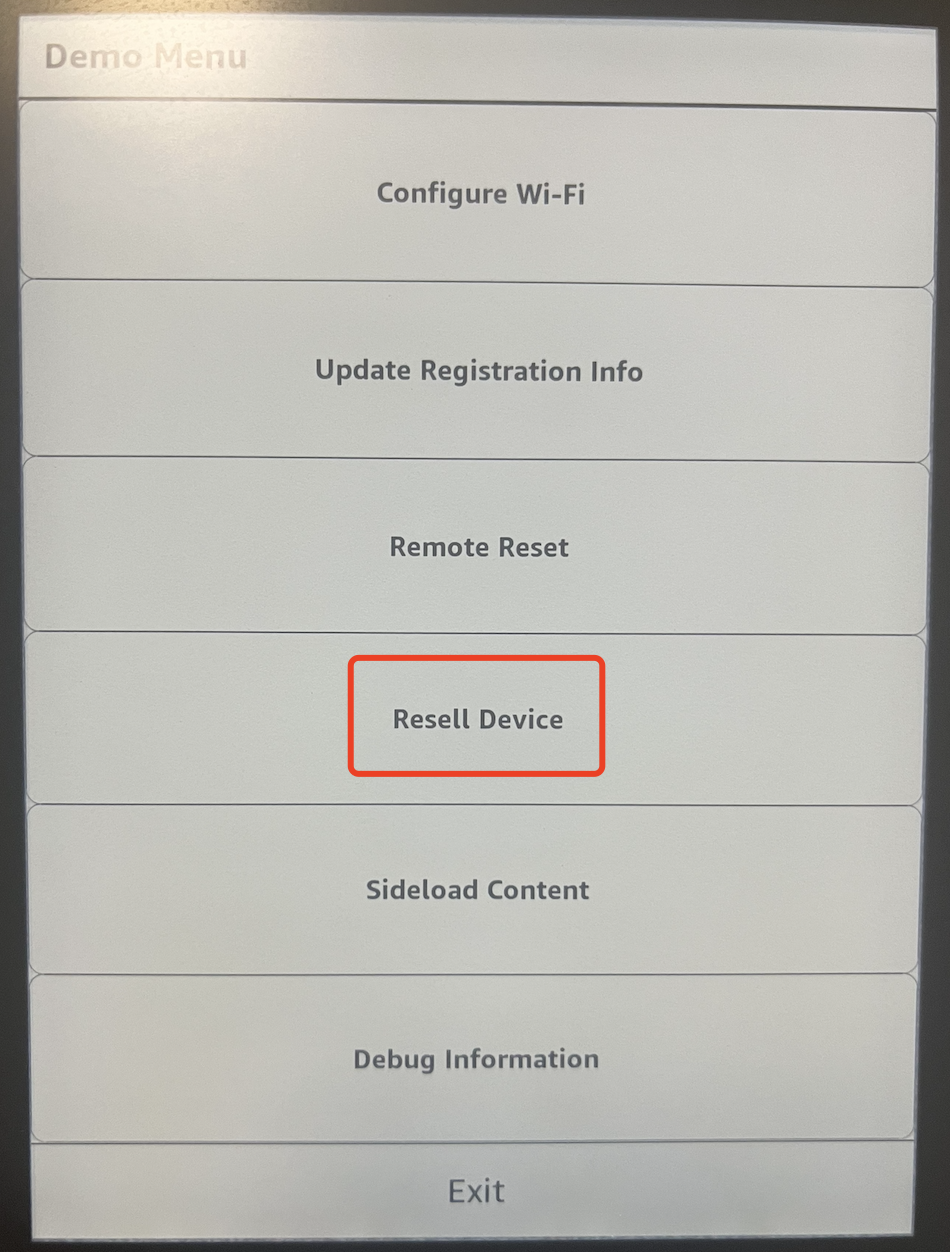 Demo Menu
Configure Wi-Fi
Update Registration Info
Remote Reset
Resell Device
Sideload Content
Debug Information
Exit